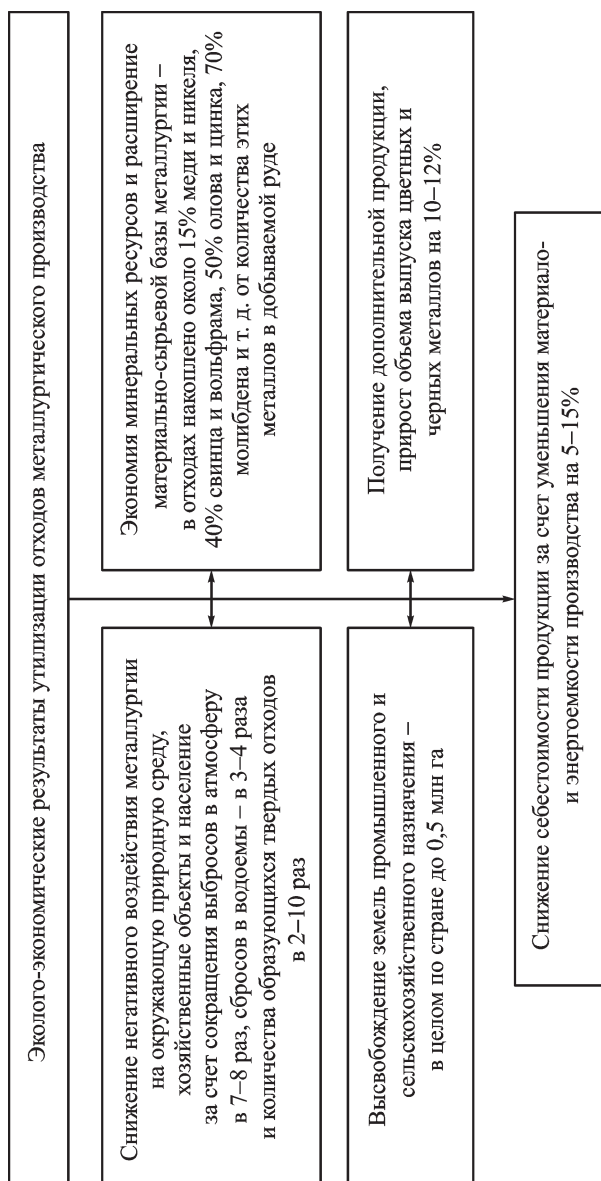 Эколого-экономические результаты утилизации отходов металлургического производства
Снижение негативного воздействия металлургии
на окружающую природную среду,
хозяйственные объекты и население
за счет сокращения выбросов в атмосферу
в 7–8 раз, сбросов в водоемы – в 3–4 раза
и количества образующихся твердых отходов
в 2–10 раз
Экономия минеральных ресурсов и расширение
материально-сырьевой базы металлургии –
в отходах накоплено около 15% меди и никеля,
40% свинца и вольфрама, 50% олова и цинка, 70%
молибдена и т. д. от количества этих
металлов в добываемой руде
Высвобождение земель промышленного и
сельскохозяйственного назначения –
в целом по стране до 0,5 млн га
Получение дополнительной продукции,
прирост объема выпуска цветных и
черных металлов на 10–12%
Снижение себестоимости продукции за счет уменьшения материало-
и энергоемкости производства на 5–15%